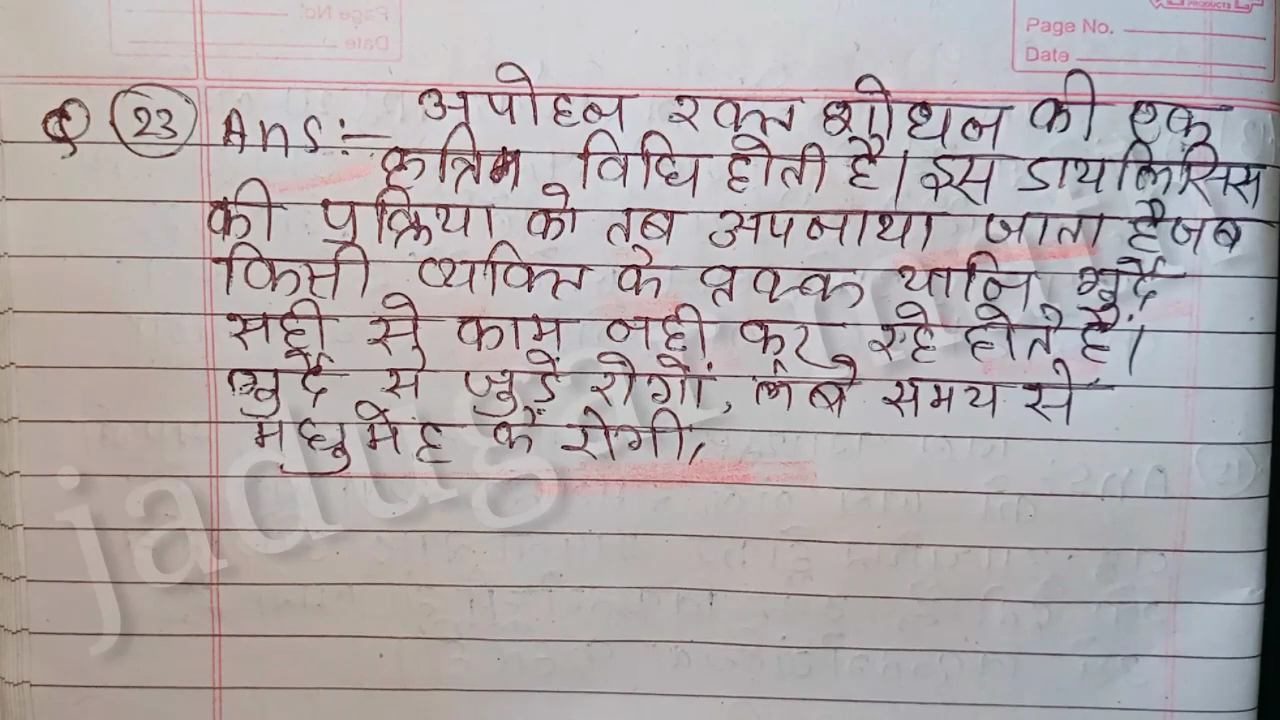 Page No.
Date
Q 23 Ans:- अपोहन रक्त शोधन की एक
कृत्रिम विधि होती है। इस डायलिसिस
की प्रक्रिया को तब अपनाया जाता है जब
किसी व्यक्ति के वृक्क यानि गुर्दे
सही से काम नहीं कर रहे होते है।
गुर्दे से जुड़े रोगों, लंबे समय से
मधुमेह के रोगी,